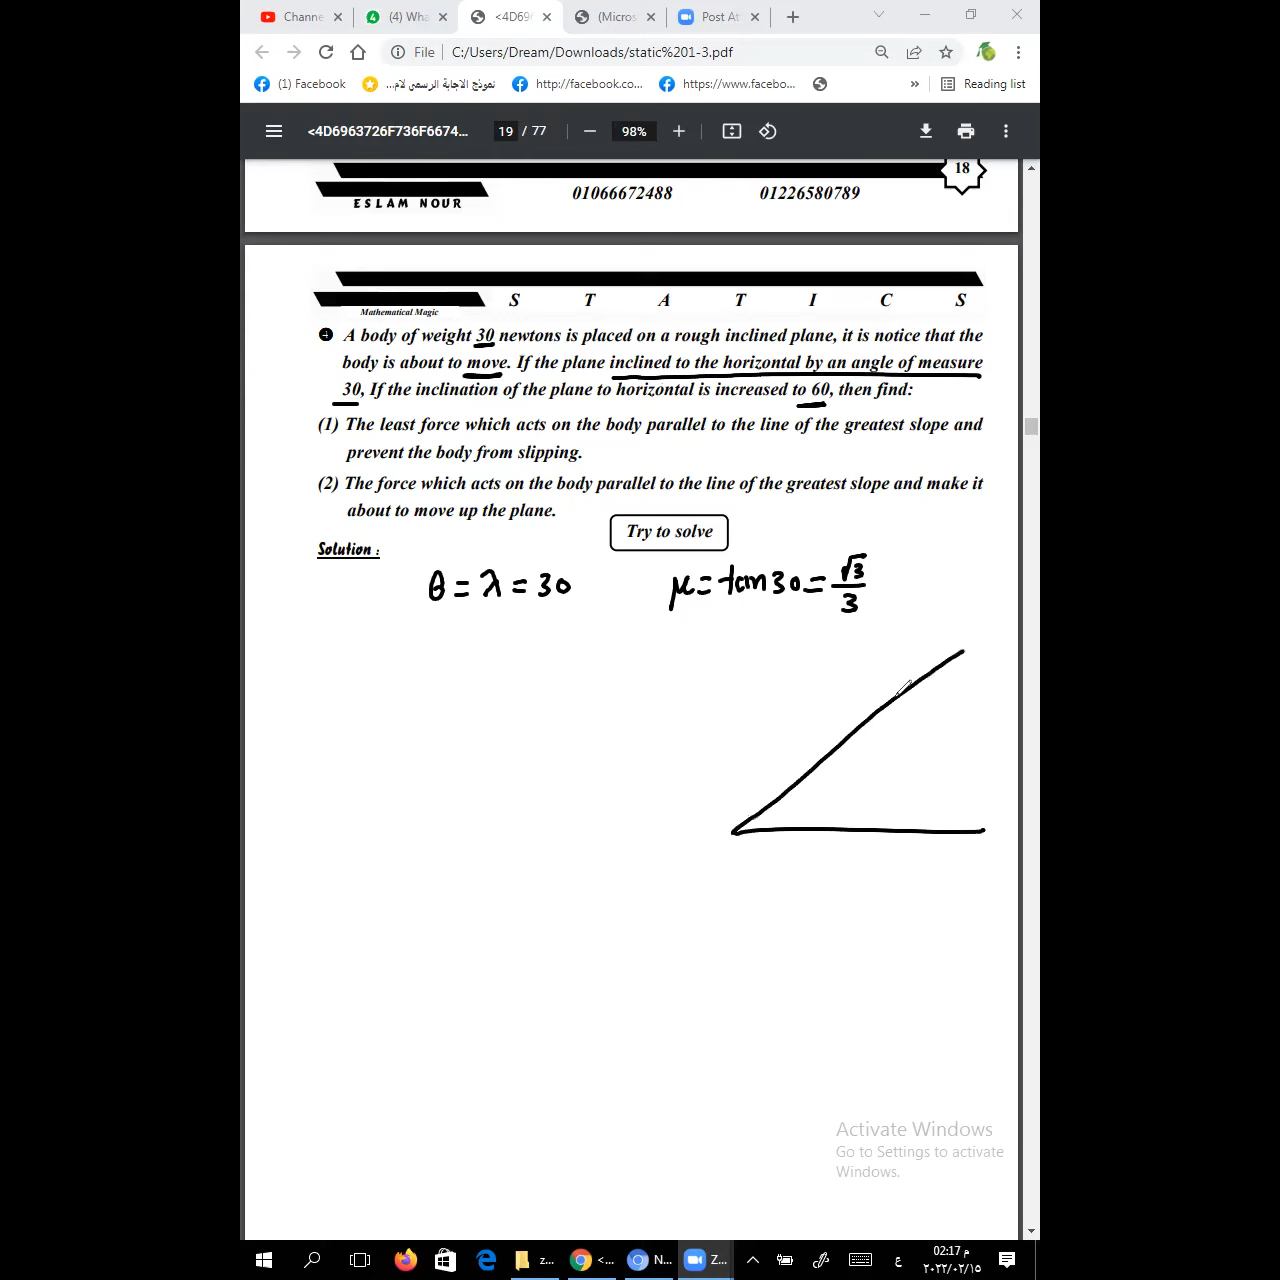 Channe
(4) Wha
<4D69
(Micros
Post At
File C:/Users/Dream/Downloads/static%201-3.pdf
(1) Facebook
نموذج الاجابة الرسمى لام...
http://facebook.co...
https://www.facebo...
»
Reading list
<4D6963726F736F6674...
19 / 77
98%
18
ESLAM NOUR
01066672488 01226580789
S T A T I C S
Mathematical Magic
A body of weight 30 newtons is placed on a rough inclined plane, it is notice that the
body is about to move. If the plane inclined to the horizontal by an angle of measure
30, If the inclination of the plane to horizontal is increased to 60, then find:
(1) The least force which acts on the body parallel to the line of the greatest slope and
prevent the body from slipping.
(2) The force which acts on the body parallel to the line of the greatest slope and make it
about to move up the plane.
Try to solve
Solution :
θ = λ = 30 μ = tan 30 = √3/3
Activate Windows
Go to Settings to activate
Windows.
z...
<...
N...
Z...
ع
02:17 م
٢٠٢٢/٠٢/١٥